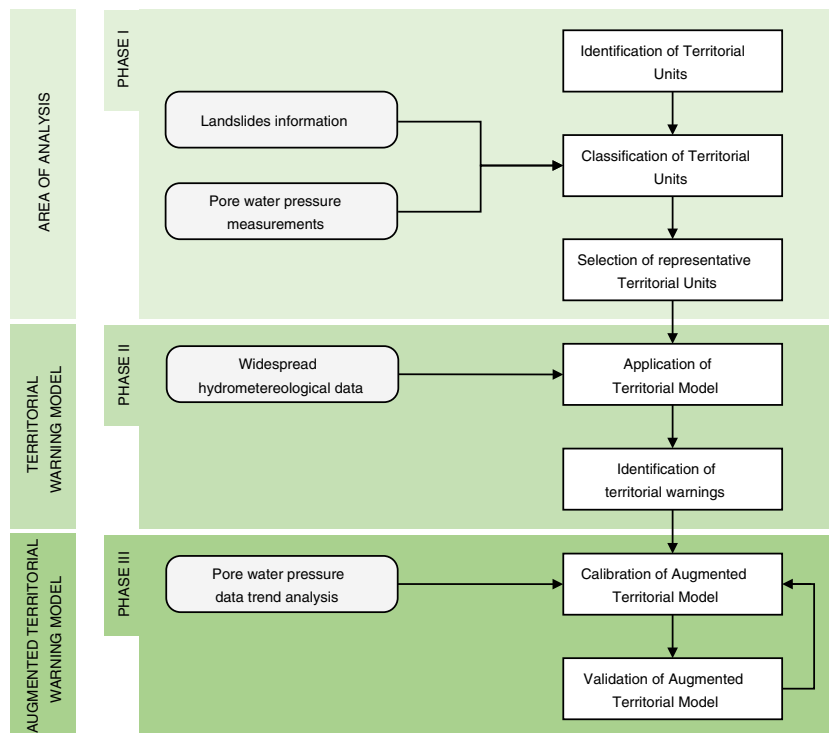 AREA OF ANALYSIS
PHASE I
Identification of Territorial
Units
Landslides information
Classification of Territorial
Units
Pore water pressure
measurements
Selection of representative
Territorial Units
TERRITORIAL
WARNING MODEL
PHASE II
Widespread
hydrometereological data
Application of
Territorial Model
Identification of
territorial warnings
AUGMENTED TERRITORIAL
WARNING MODEL
PHASE III
Pore water pressure
data trend analysis
Calibration of Augmented
Territorial Model
Validation of Augmented
Territorial Model